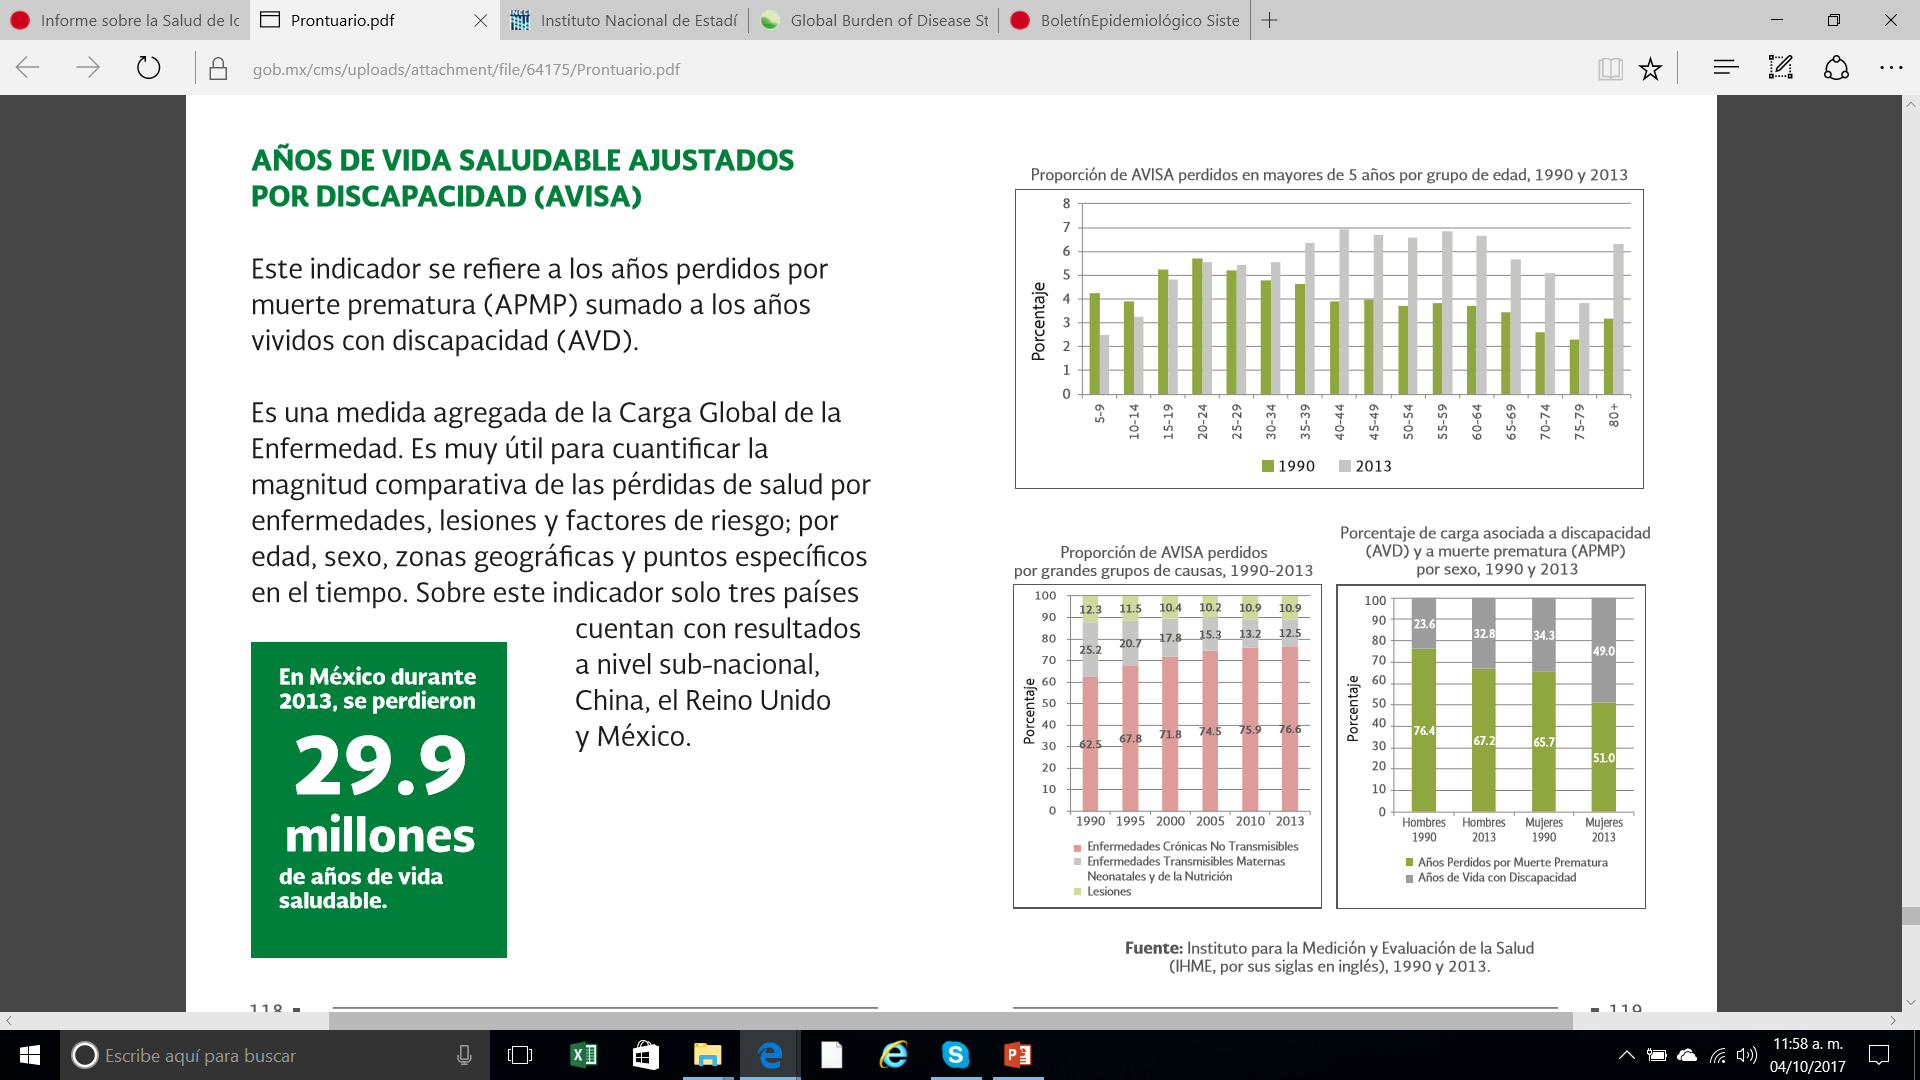 Informe sobre la Salud de lo
Prontuario.pdf
Instituto Nacional de Estadí
Global Burden of Disease St
BoletínEpidemiológico Siste
gob.mx/cms/uploads/attachment/file/64175/Prontuario.pdf
AÑOS DE VIDA SALUDABLE AJUSTADOS
POR DISCAPACIDAD (AVISA)
Este indicador se refiere a los años perdidos por
muerte prematura (APMP) sumado a los años
vividos con discapacidad (AVD).
Es una medida agregada de la Carga Global de la
Enfermedad. Es muy útil para cuantificar la
magnitud comparativa de las pérdidas de salud por
enfermedades, lesiones y factores de riesgo; por
edad, sexo, zonas geográficas y puntos específicos
en el tiempo. Sobre este indicador solo tres países
cuentan con resultados
a nivel sub-nacional,
China, el Reino Unido
y México.
En México durante
2013, se perdieron
29.9
millones
de años de vida
saludable.
118
Proporción de AVISA perdidos en mayores de 5 años por grupo de edad, 1990 y 2013
Porcentaje
8
7
6
5
4
3
2
1
0
5-9 10-14 15-19 20-24 25-29 30-34 35-39 40-44 45-49 50-54 55-59 60-64 65-69 70-74 75-79 80+
1990 2013
Proporción de AVISA perdidos
por grandes grupos de causas, 1990-2013
Porcentaje
100
90
80
70
60
50
40
30
20
10
0
12.3 11.5 10.4 10.2 10.9 10.9
25.2 20.7 17.8 15.3 13.2 12.5
62.5 67.8 71.8 74.5 75.9 76.6
1990 1995 2000 2005 2010 2013
Enfermedades Crónicas No Transmisibles
Enfermedades Transmisibles Maternas
Neonatales y de la Nutrición
Lesiones
Porcentaje de carga asociada a discapacidad
(AVD) y a muerte prematura (APMP)
por sexo, 1990 y 2013
Porcentaje
100
90
80
70
60
50
40
30
20
10
0
23.6 32.8 34.3 49.0
76.4 67.2 65.7 51.0
Hombres Hombres Mujeres Mujeres
1990 2013 1990 2013
Años Perdidos por Muerte Prematura
Años de Vida con Discapacidad
Fuente: Instituto para la Medición y Evaluación de la Salud
(IHME, por sus siglas en inglés), 1990 y 2013.
119
Escribe aquí para buscar
11:58 a. m.
04/10/2017